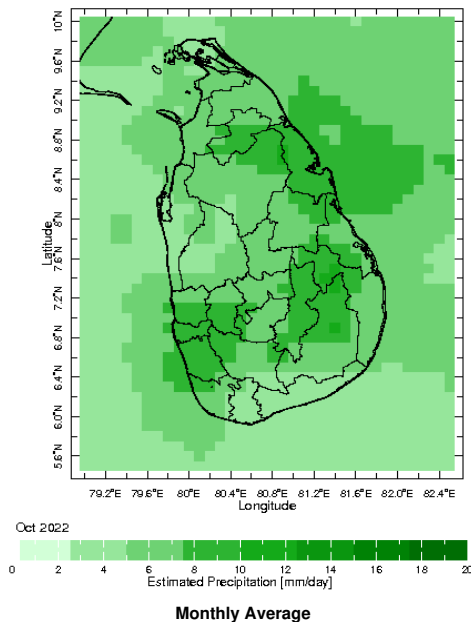 10°N
9.6°N
9.2°N
8.8°N
8.4°N
8°N
7.6°N
7.2°N
6.8°N
6.4°N
6.0°N
5.6°N
Latitude
79.2°E 79.6°E 80°E 80.4°E 80.8°E 81.2°E 81.6°E 82.0°E 82.4°E
Longitude
Oct 2022
0 2 4 6 8 10 12 14 16 18 20
Estimated Precipitation [mm/day]
Monthly Average